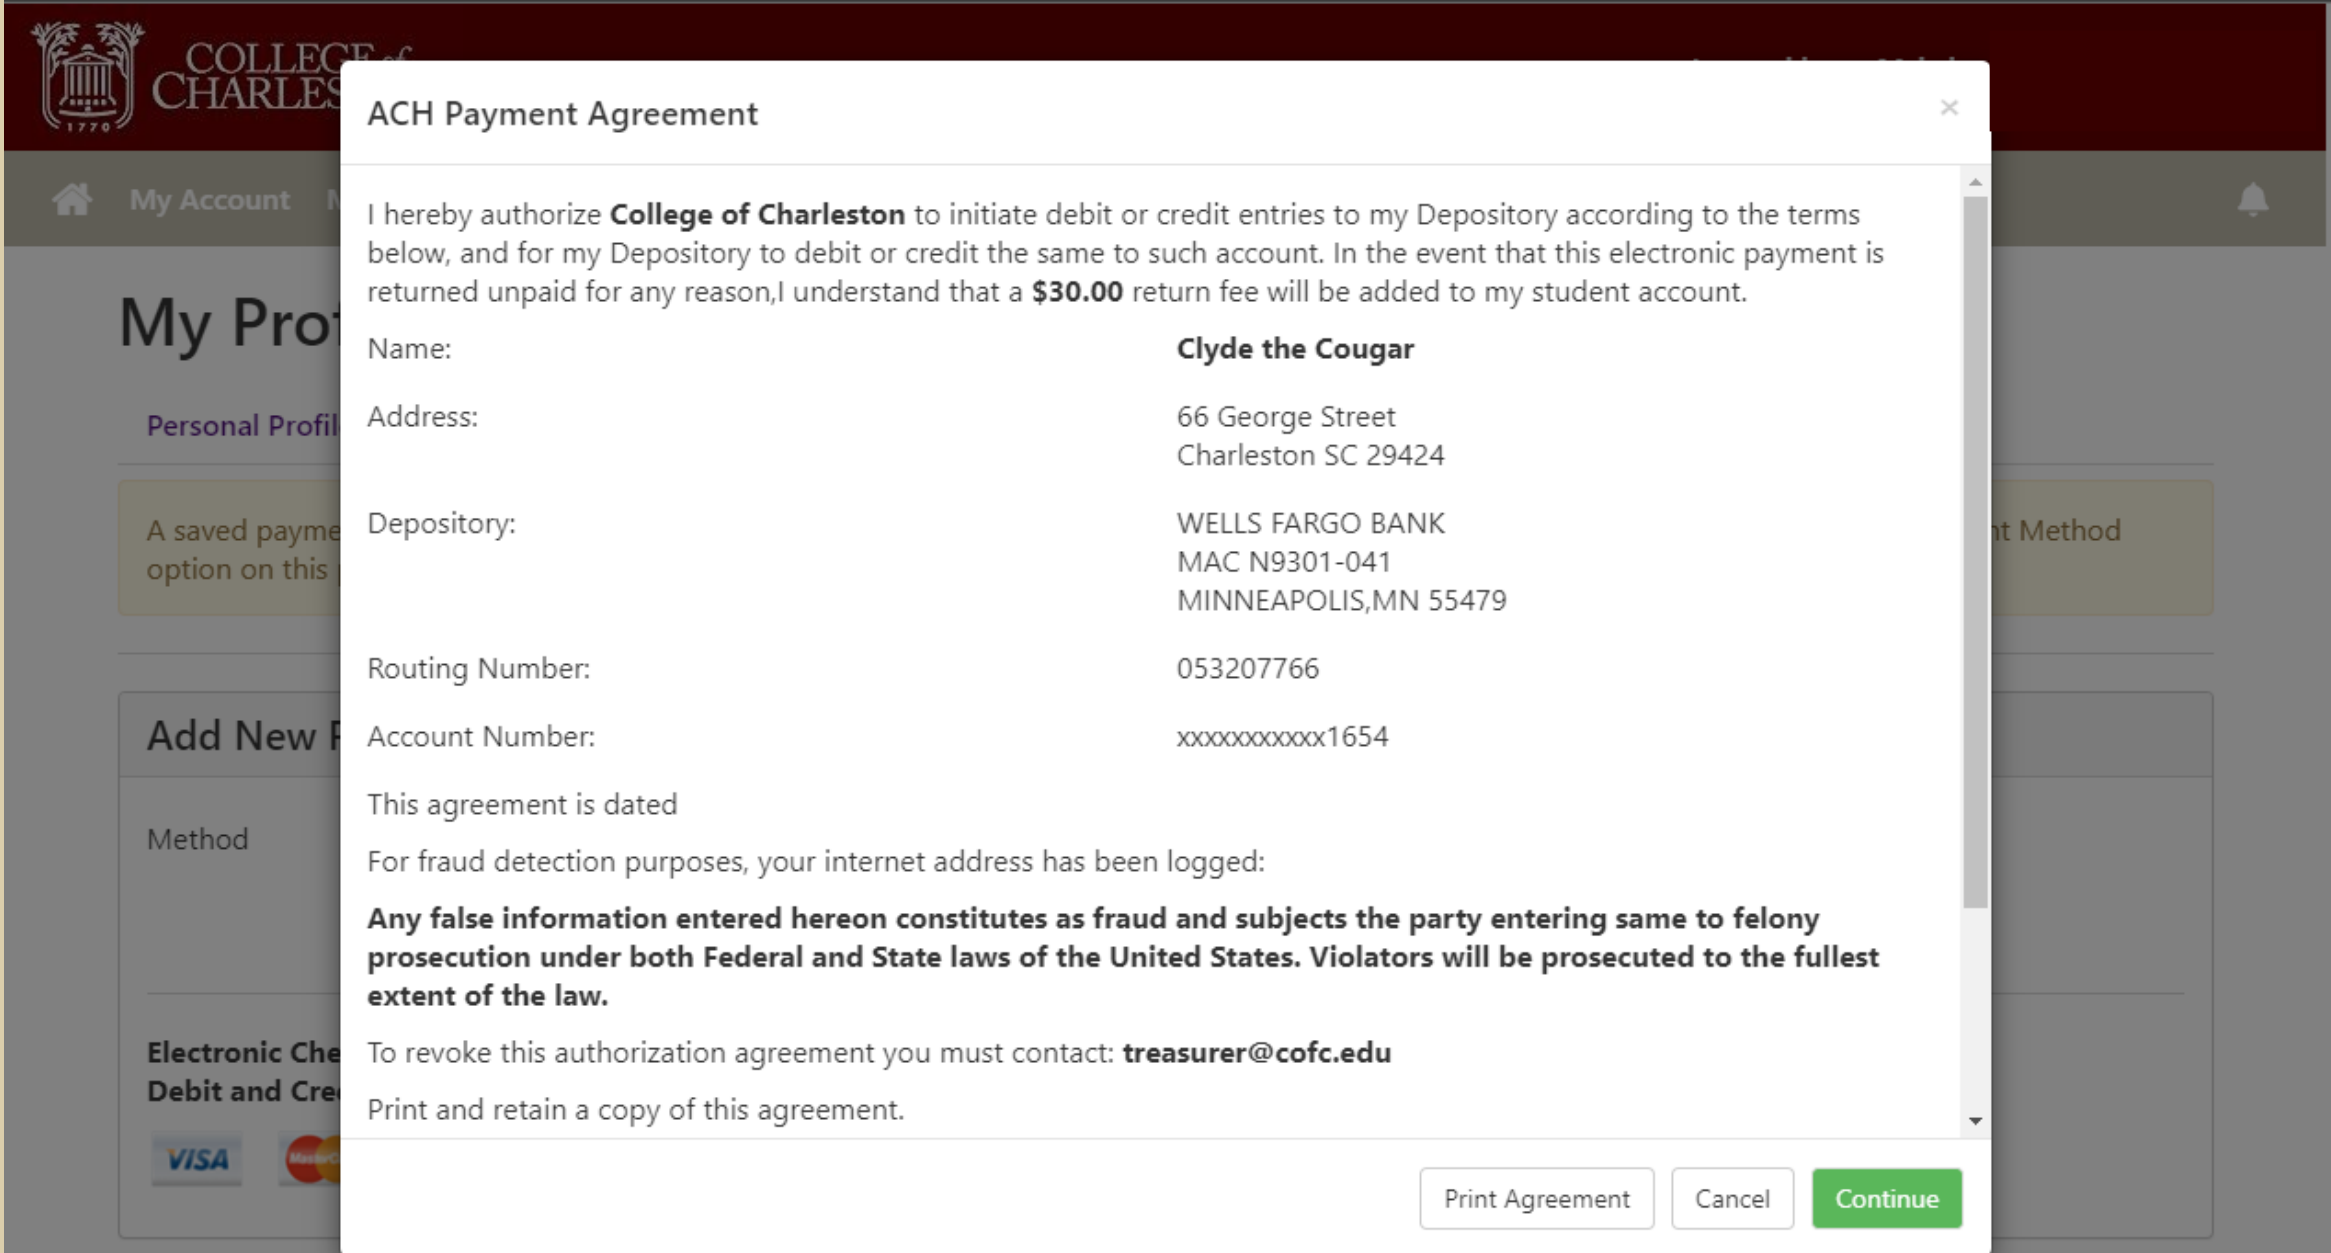 COLLEGE of
CHARLES
1770
ACH Payment Agreement
×
My Account
I hereby authorize College of Charleston to initiate debit or credit entries to my Depository according to the terms
below, and for my Depository to debit or credit the same to such account. In the event that this electronic payment is
returned unpaid for any reason,I understand that a $30.00 return fee will be added to my student account.
My Prof
Name: Clyde the Cougar
Personal Profil
Address: 66 George Street
Charleston SC 29424
A saved payme
nt Method
option on this
Depository: WELLS FARGO BANK
MAC N9301-041
MINNEAPOLIS,MN 55479
Routing Number: 053207766
Add New
Account Number: xxxxxxxxxxx1654
This agreement is dated
Method
For fraud detection purposes, your internet address has been logged:
Any false information entered hereon constitutes as fraud and subjects the party entering same to felony
prosecution under both Federal and State laws of the United States. Violators will be prosecuted to the fullest
extent of the law.
Electronic Che
Debit and Cre
To revoke this authorization agreement you must contact: treasurer@cofc.edu
Print and retain a copy of this agreement.
VISA
MasterC
Print Agreement Cancel Continue